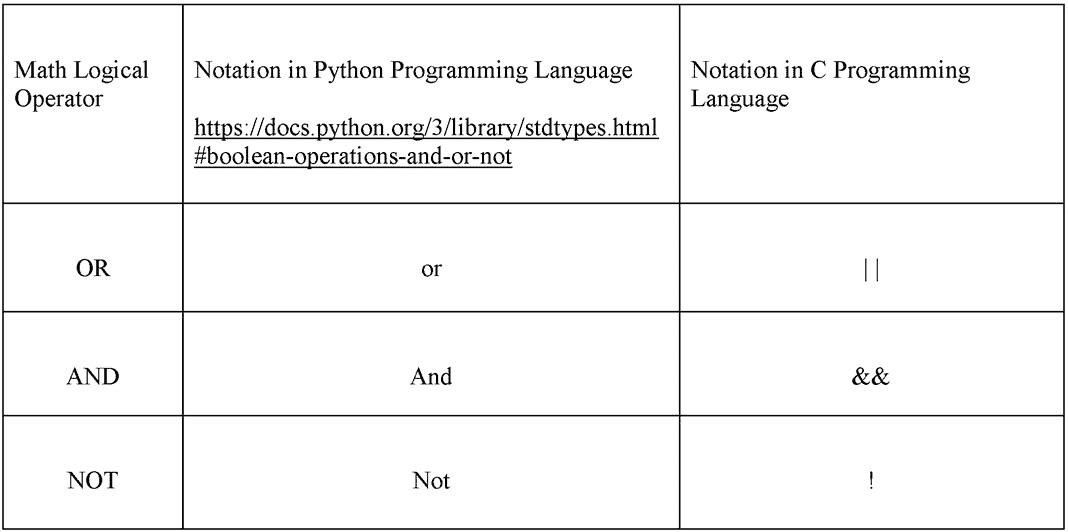 Math Logical
Operator
Notation in Python Programming Language
https://docs.python.org/3/library/stdtypes.html
#boolean-operations-and-or-not
Notation in C Programming
Language
OR
or
| |
AND
And
&&
NOT
Not
!